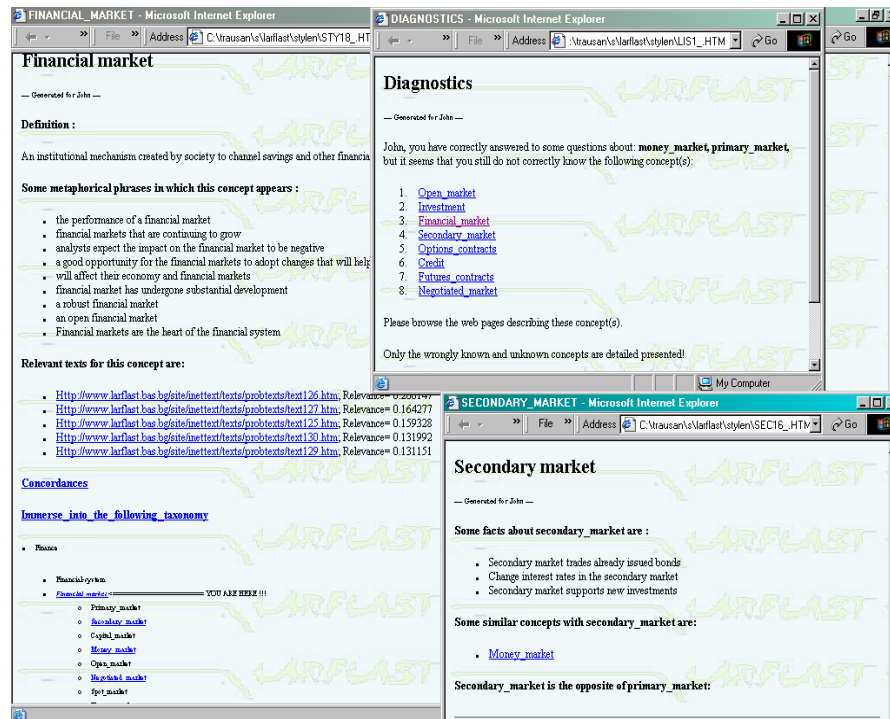 FINANCIAL_MARKET - Microsoft Internet Explorer
File
Address
C:\trausan\s\larflast\stylen\STY18_.HT
Financial market
— Generated for John —
Definition :
An institutional mechanism created by society to channel savings and other financia
Some metaphorical phrases in which this concept appears :
the performance of a financial market
financial markets that are continuing to grow
analysts expect the impact on the financial market to be negative
a good opportunity for the financial markets to adopt changes that will help
will affect their economy and financial markets
financial market has undergone substantial development
a robust financial market
an open financial market
Financial markets are the heart of the financial system
Relevant texts for this concept are:
Http://www.larflast.bas.bg/site/inettext/texts/probtexts/text126.htm; Relevance=
Http://www.larflast.bas.bg/site/inettext/texts/probtexts/text127.htm; Relevance= 0.164277
Http://www.larflast.bas.bg/site/inettext/texts/probtexts/text125.htm; Relevance= 0.159328
Http://www.larflast.bas.bg/site/inettext/texts/probtexts/text130.htm; Relevance= 0.131992
Http://www.larflast.bas.bg/site/inettext/texts/probtexts/text129.htm; Relevance= 0.131151
Concordances
Immerse_into_the_following_taxonomy
Finance
Financial-system
Financial market <================ YOU ARE HERE !!!
Primary_market
Secondary_market
Capital_market
Money_market
Open_market
Negotiated_market
Spot_market
DIAGNOSTICS - Microsoft Internet Explorer
File
Address
:\trausan\s\larflast\stylen\LIS1_.HTM
Go
Go
Diagnostics
— Generated for John —
John, you have correctly answered to some questions about: money_market, primary_market,
but it seems that you still do not correctly know the following concept(s):
1. Open_market
2. Investment
3. Financial_market
4. Secondary_market
5. Options_contracts
6. Credit
7. Futures_contracts
8. Negotiated_market
Please browse the web pages describing these concept(s).
Only the wrongly known and unknown concepts are detailed presented!
My Computer
SECONDARY_MARKET - Microsoft Internet Explorer
File
Address
C:\trausan\s\larflast\stylen\SEC16_.HTM
Go
Secondary market
— Generated for John —
Some facts about secondary_market are :
Secondary market trades already issued bonds
Change interest rates in the secondary market
Secondary market supports new investments
Some similar concepts with secondary_market are:
Money_market
Secondary_market is the opposite of primary_market: